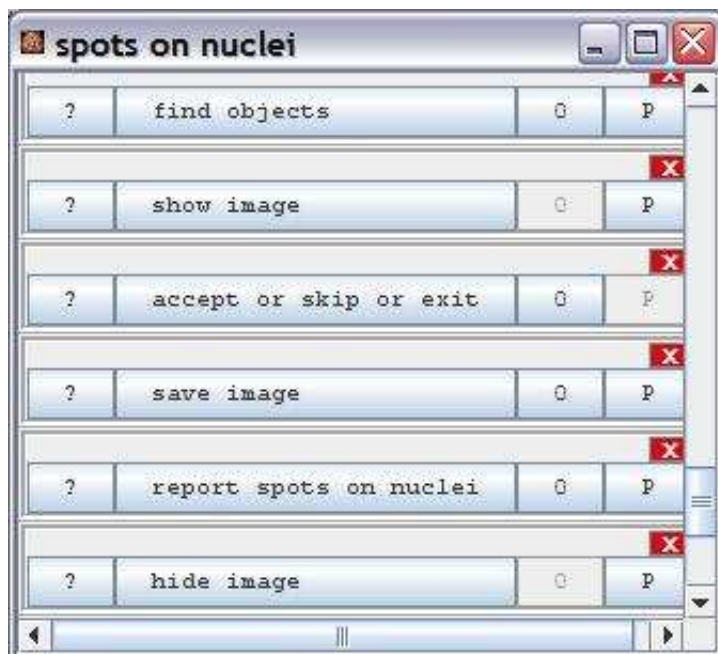 spots on nuclei
? find objects O P
? show image O P
? accept or skip or exit O P
? save image O P
? report spots on nuclei O P
? hide image O P